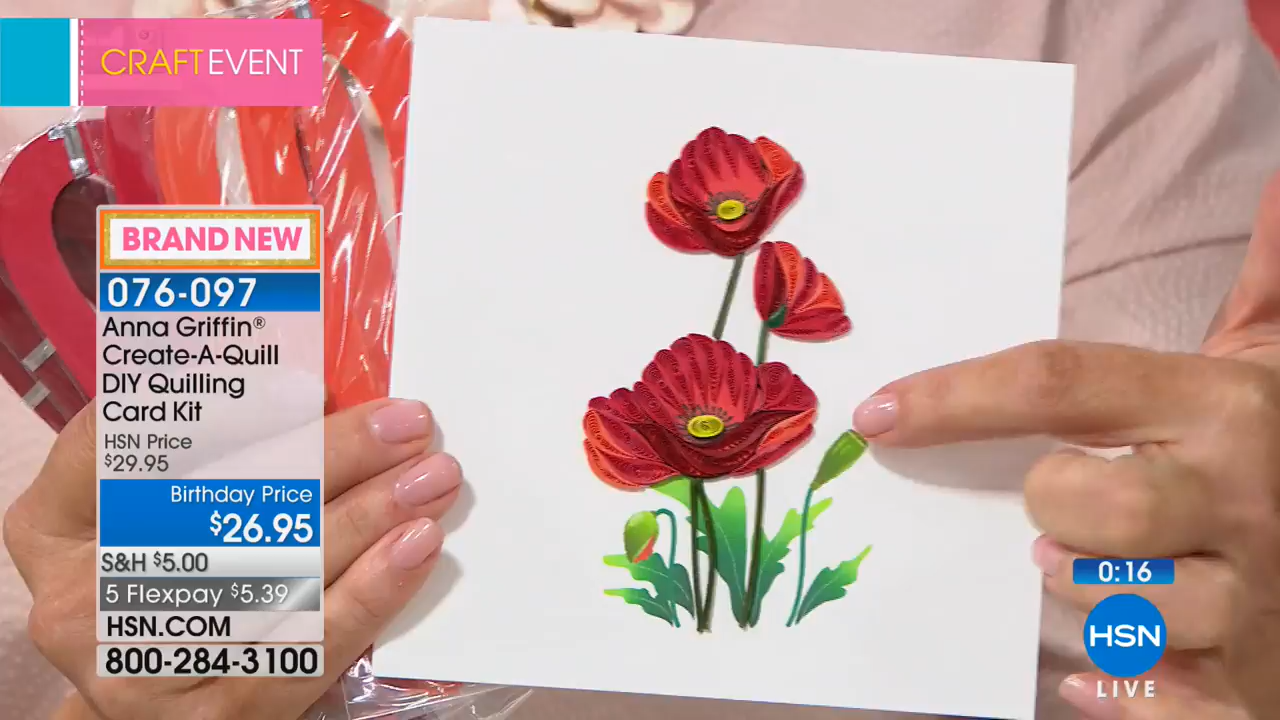 CRAFT EVENT
BRAND NEW
076-097
Anna Griffin®
Create-A-Quill
DIY Quilling
Card Kit
HSN Price
$29.95
Birthday Price
$26.95
S&H $5.00
5 Flexpay $5.39
HSN.COM
800-284-3100
0:16
HSN
LIVE